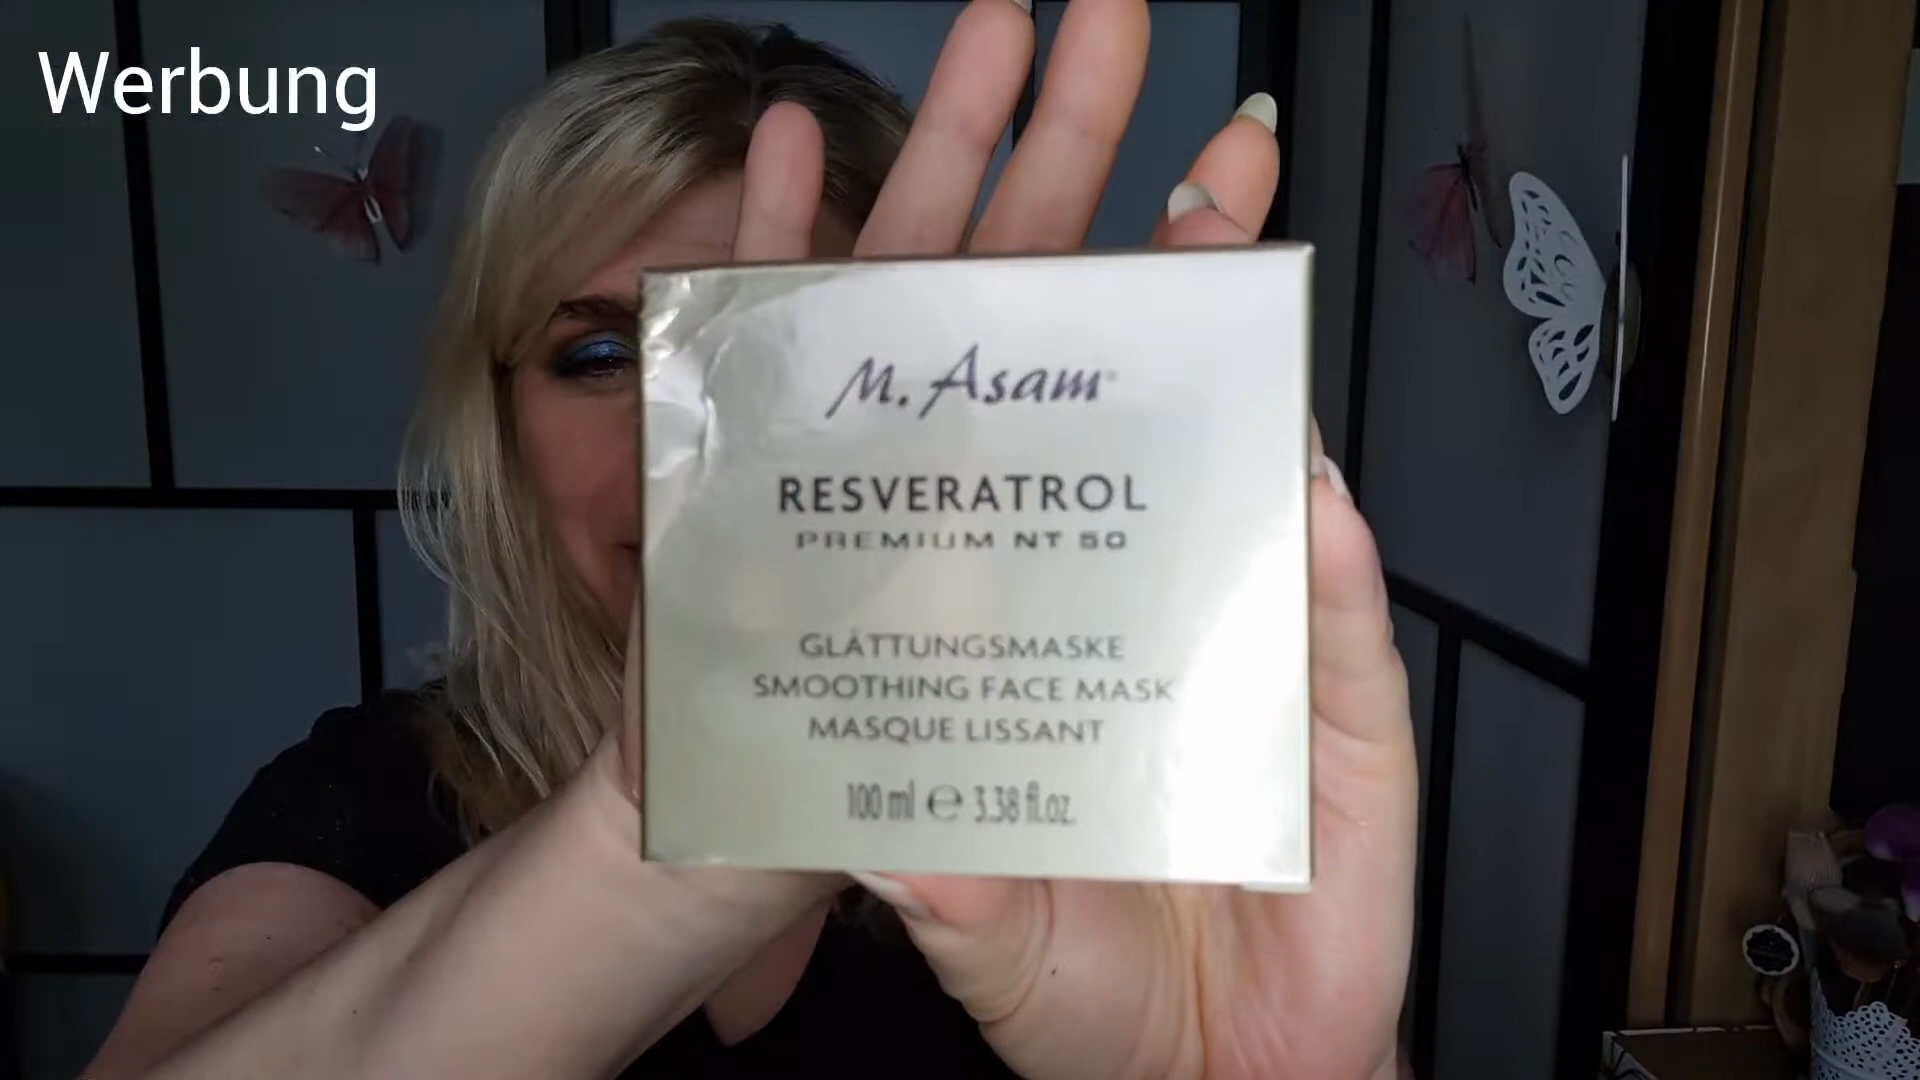 Werbung
M. Asam
RESVERATROL
PREMIUM NT 50
GLÄTTUNGSMASKE
SMOOTHING FACE MASK
MASQUE LISSANT
100 ml ℮ 3.38 fl.oz.